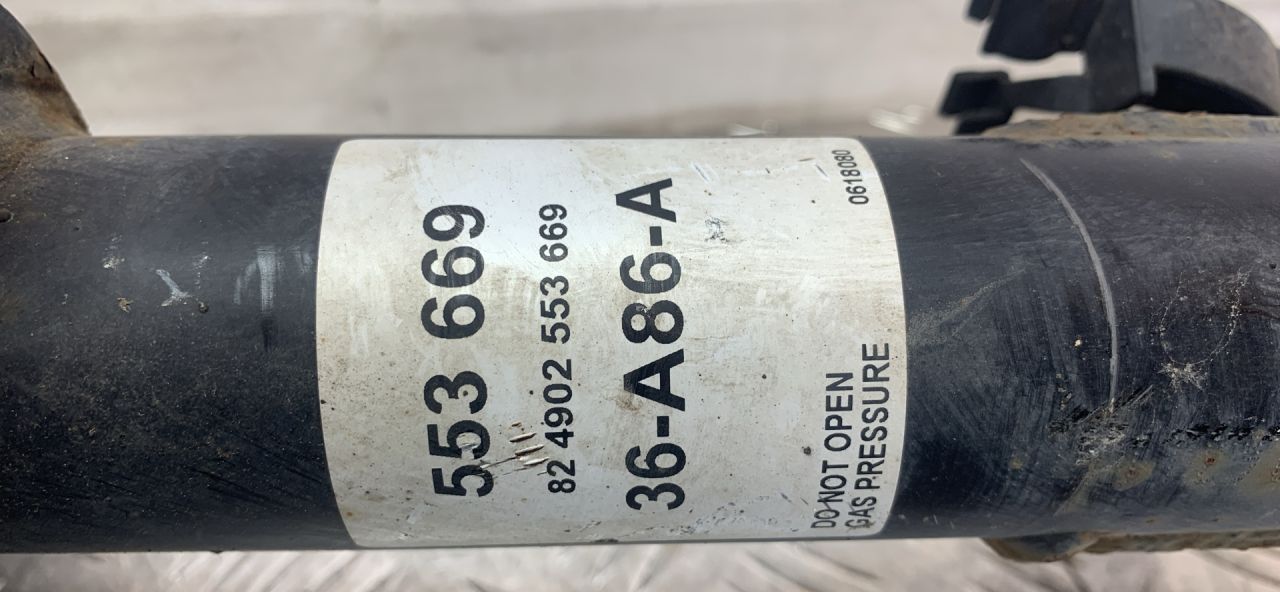 553 669
82 4902 553 669
36-A86-A
0618080
DO NOT OPEN
GAS PRESSURE